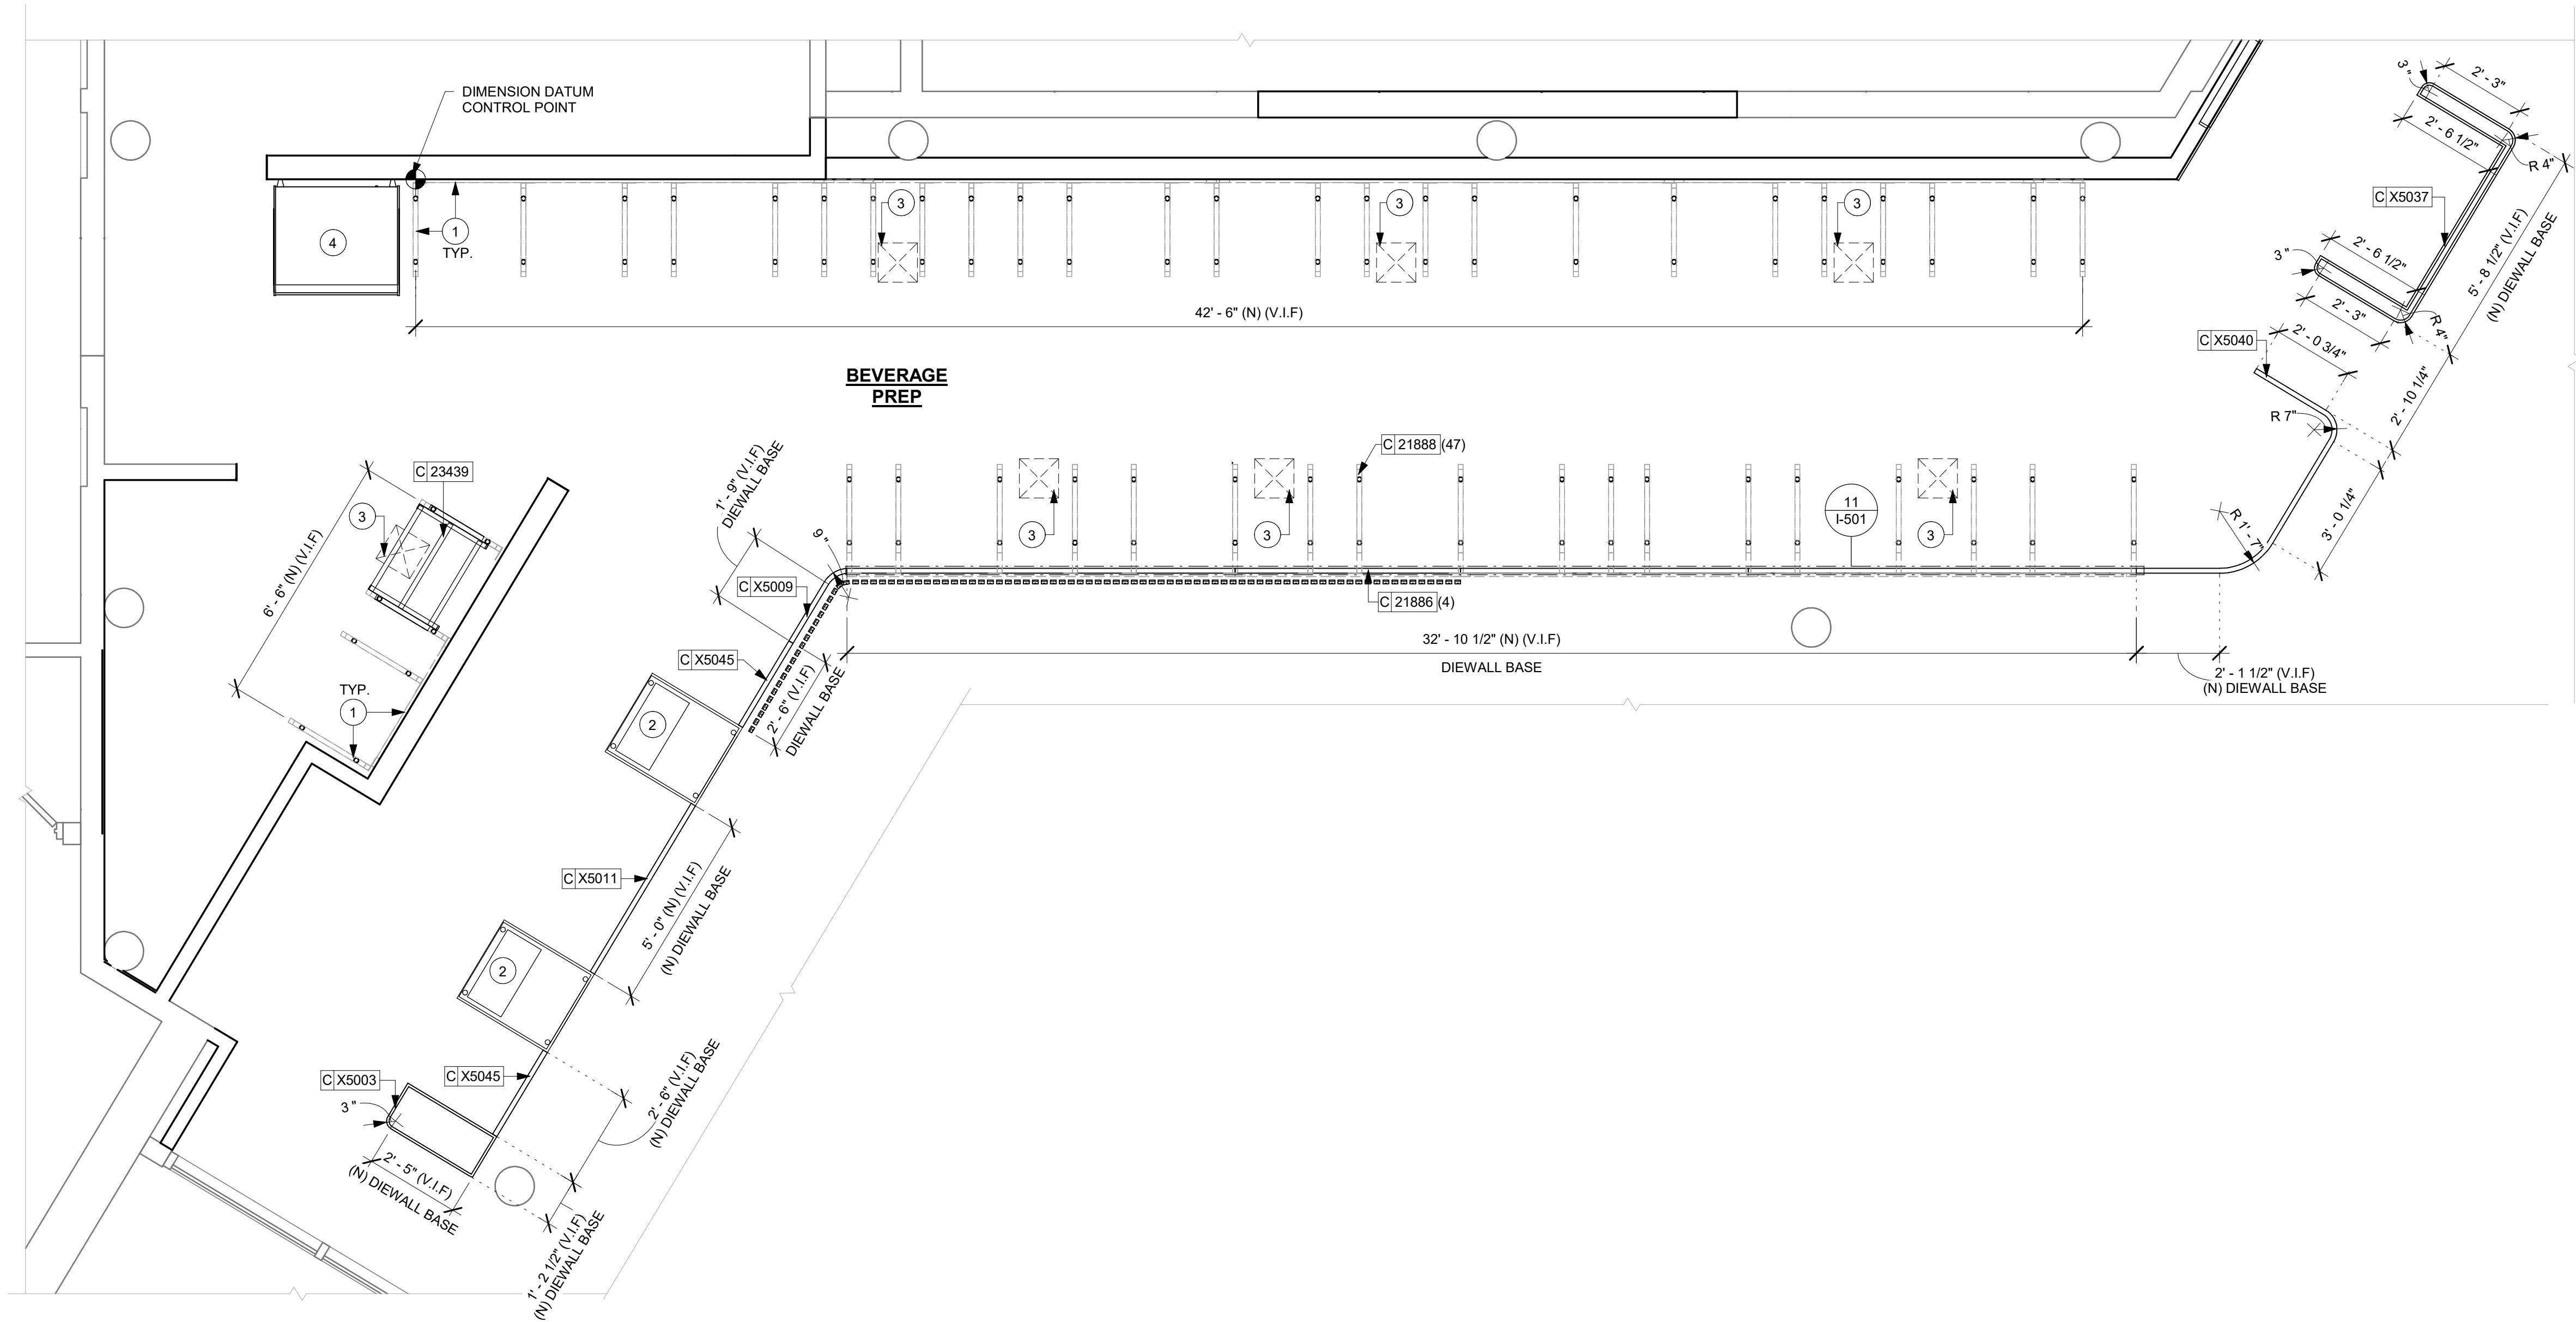 DIMENSION DATUM
CONTROL POINT
3 "
2' - 3"
2' - 6 1/2"
R 4"
C X5037
5' - 8 1/2" (V.I.F)
(N) DIEWALL BASE
4
1
TYP.
3
3
3
3"
2' - 6 1/2"
2' - 3"
R 4"
42' - 6" (N) (V.I.F)
BEVERAGE
PREP
C X5040
2' - 0 3/4"
R 7"
2' - 10 1/4"
3' - 0 1/4"
R 1' - 7"
C 23439
3
6' - 6" (N) (V.I.F)
1' - 9" (V.I.F)
DIEWALL BASE
9 "
C 21888 (47)
3
3
11
I-501
3
C X5009
C 21886 (4)
32' - 10 1/2" (N) (V.I.F)
DIEWALL BASE
2' - 1 1/2" (V.I.F)
(N) DIEWALL BASE
C X5045
2' - 6" (V.I.F)
DIEWALL BASE
TYP.
1
2
C X5011
5' - 0" (N) (V.I.F)
(N) DIEWALL BASE
2
C X5003
C X5045
3 "
2' - 6" (V.I.F)
(N) DIEWALL BASE
2' - 5" (V.I.F)
(N) DIEWALL BASE
1' - 2 1/2" (V.I.F)
(N) DIEWALL BASE